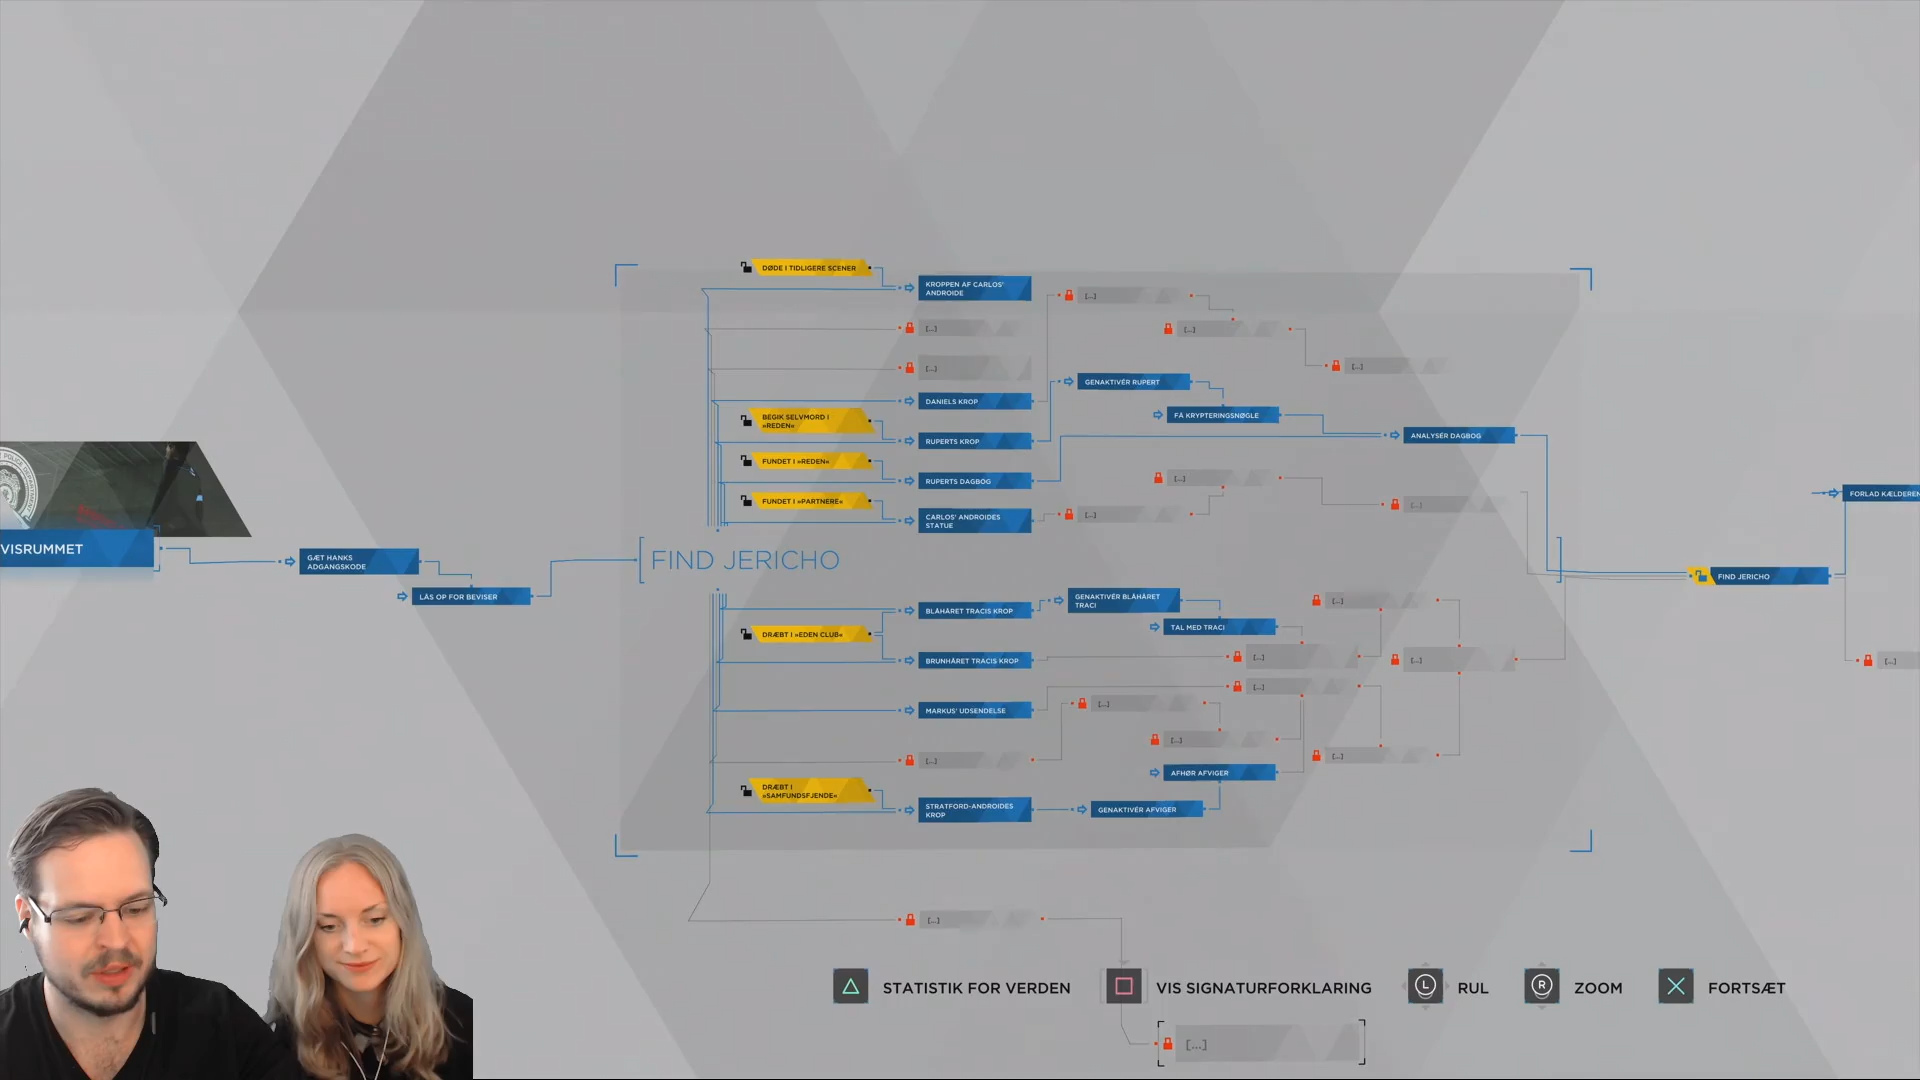 DØDE I TIDLIGERE SCENER
KROPPEN AF CARLOS'
ANDROIDE
[...]
[...]
[...]
[...]
[...]
GENAKTIVÉR RUPERT
DANIELS KROP
BEGIK SELVMORD I
»REDEN«
FÅ KRYPTERINGSNØGLE
RUPERTS KROP
ANALYSÉR DAGBOG
FUNDET I »REDEN«
RUPERTS DAGBOG
[...]
FUNDET I »PARTNERE«
CARLOS' ANDROIDES
STATUE
[...]
[...]
FORLAD KÆLDEREN
VISRUMMET
GÆT HANKS
ADGANGSKODE
LÅS OP FOR BEVISER
FIND JERICHO
FIND JERICHO
BLÅHÅRET TRACIS KROP
GENAKTIVÉR BLÅHÅRET
TRACI
[...]
DRÆBT I »EDEN CLUB«
TAL MED TRACI
BRUNHÅRET TRACIS KROP
[...]
[...]
[...]
[...]
MARKUS' UDSENDELSE
[...]
[...]
[...]
[...]
AFHØR AFVIGER
DRÆBT I
»SAMFUNDSFJENDE«
STRATFORD-ANDROIDES
KROP
GENAKTIVÉR AFVIGER
[...]
STATISTIK FOR VERDEN
VIS SIGNATURFORKLARING
L
RUL
R
ZOOM
FORTSÆT
[...]